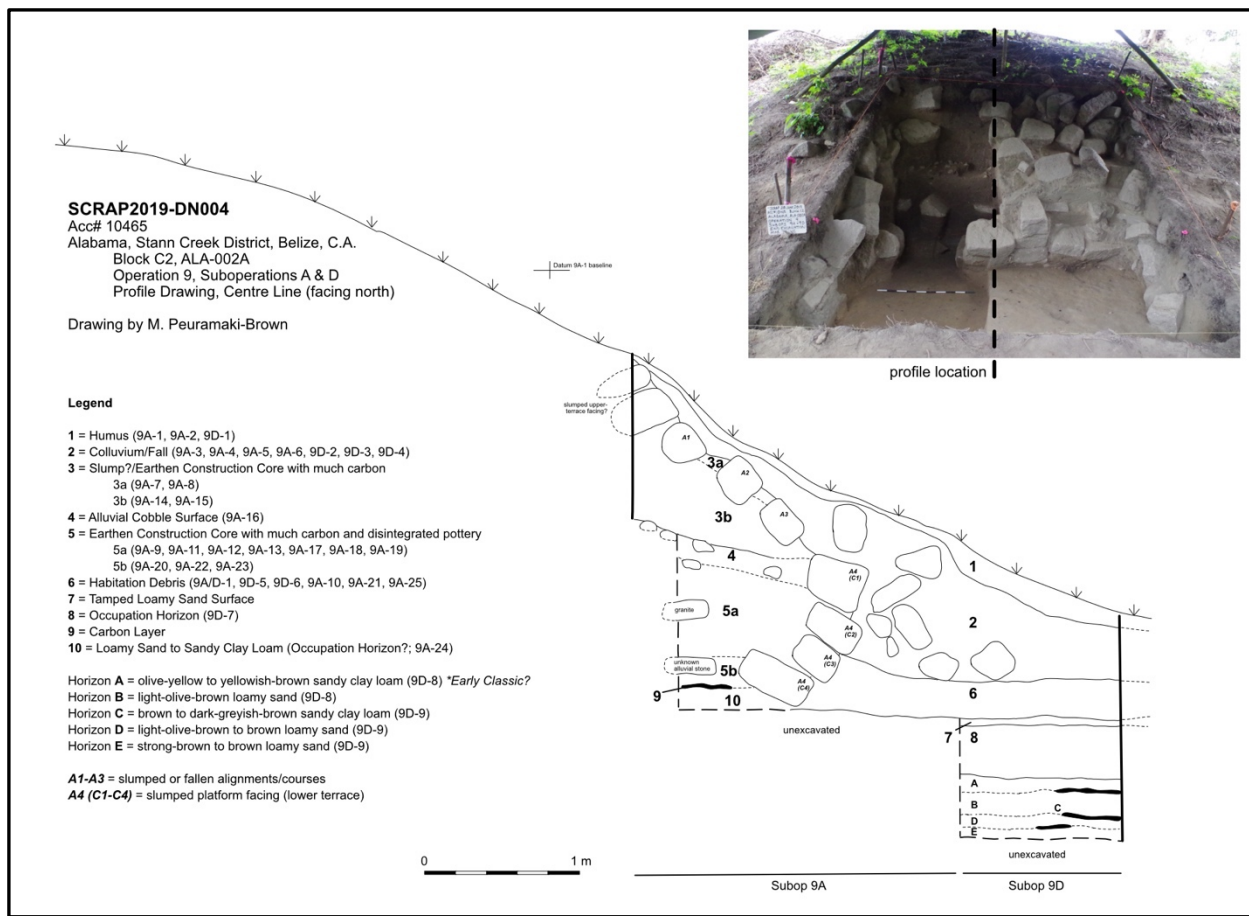 SCRAP2019-DN004
Acc# 10465
Alabama, Stann Creek District, Belize, C.A.
Block C2, ALA-002A
Operation 9, Suboperations A & D
Profile Drawing, Centre Line (facing north)
Drawing by M. Peuramaki-Brown
Datum 9A-1 baseline
profile location
Legend
1 = Humus (9A-1, 9A-2, 9D-1)
2 = Colluvium/Fall (9A-3, 9A-4, 9A-5, 9A-6, 9D-2, 9D-3, 9D-4)
3 = Slump?/Earthen Construction Core with much carbon
3a (9A-7, 9A-8)
3b (9A-14, 9A-15)
4 = Alluvial Cobble Surface (9A-16)
5 = Earthen Construction Core with much carbon and disintegrated pottery
5a (9A-9, 9A-11, 9A-12, 9A-13, 9A-17, 9A-18, 9A-19)
5b (9A-20, 9A-22, 9A-23)
6 = Habitation Debris (9A/D-1, 9D-5, 9D-6, 9A-10, 9A-21, 9A-25)
7 = Tamped Loamy Sand Surface
8 = Occupation Horizon (9D-7)
9 = Carbon Layer
10 = Loamy Sand to Sandy Clay Loam (Occupation Horizon?; 9A-24)
Horizon A = olive-yellow to yellowish-brown sandy clay loam (9D-8) *Early Classic?
Horizon B = light-olive-brown loamy sand (9D-8)
Horizon C = brown to dark-greyish-brown sandy clay loam (9D-9)
Horizon D = light-olive-brown to brown loamy sand (9D-9)
Horizon E = strong-brown to brown loamy sand (9D-9)
A1-A3 = slumped or fallen alignments/courses
A4 (C1-C4) = slumped platform facing (lower terrace)
slumped upper-
terrace facing?
A1
3a
A2
A3
3b
4
1
A4
(C1)
granite
5a
A4
(C2)
2
unknown
alluvial stone
5b
A4
(C3)
A4
(C4)
9
10
6
unexcavated
7
8
A
B
C
D
E
unexcavated
0
1 m
Subop 9A
Subop 9D